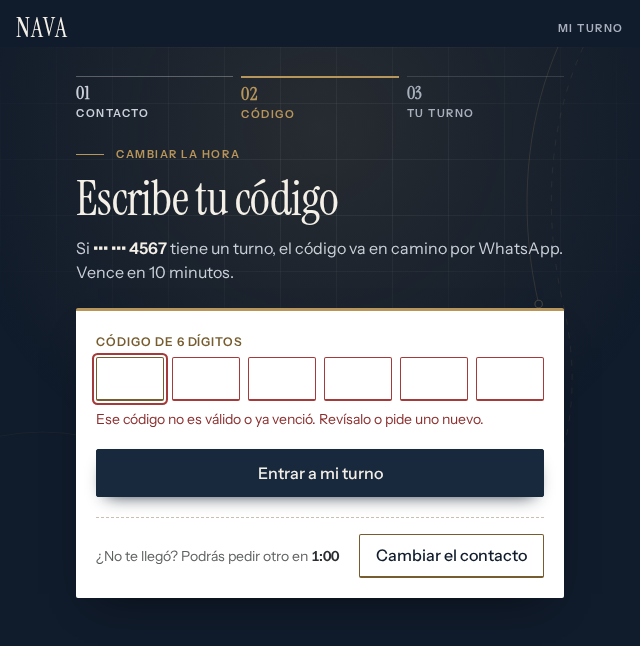 NAVA
MI TURNO
01
CONTACTO
02
CÓDIGO
03
TU TURNO
CAMBIAR LA HORA
Escribe tu código
Si ••• ••• 4567 tiene un turno, el código va en camino por WhatsApp.
Vence en 10 minutos.
CÓDIGO DE 6 DÍGITOS
Ese código no es válido o ya venció. Revísalo o pide uno nuevo.
Entrar a mi turno
¿No te llegó? Podrás pedir otro en 1:00
Cambiar el contacto